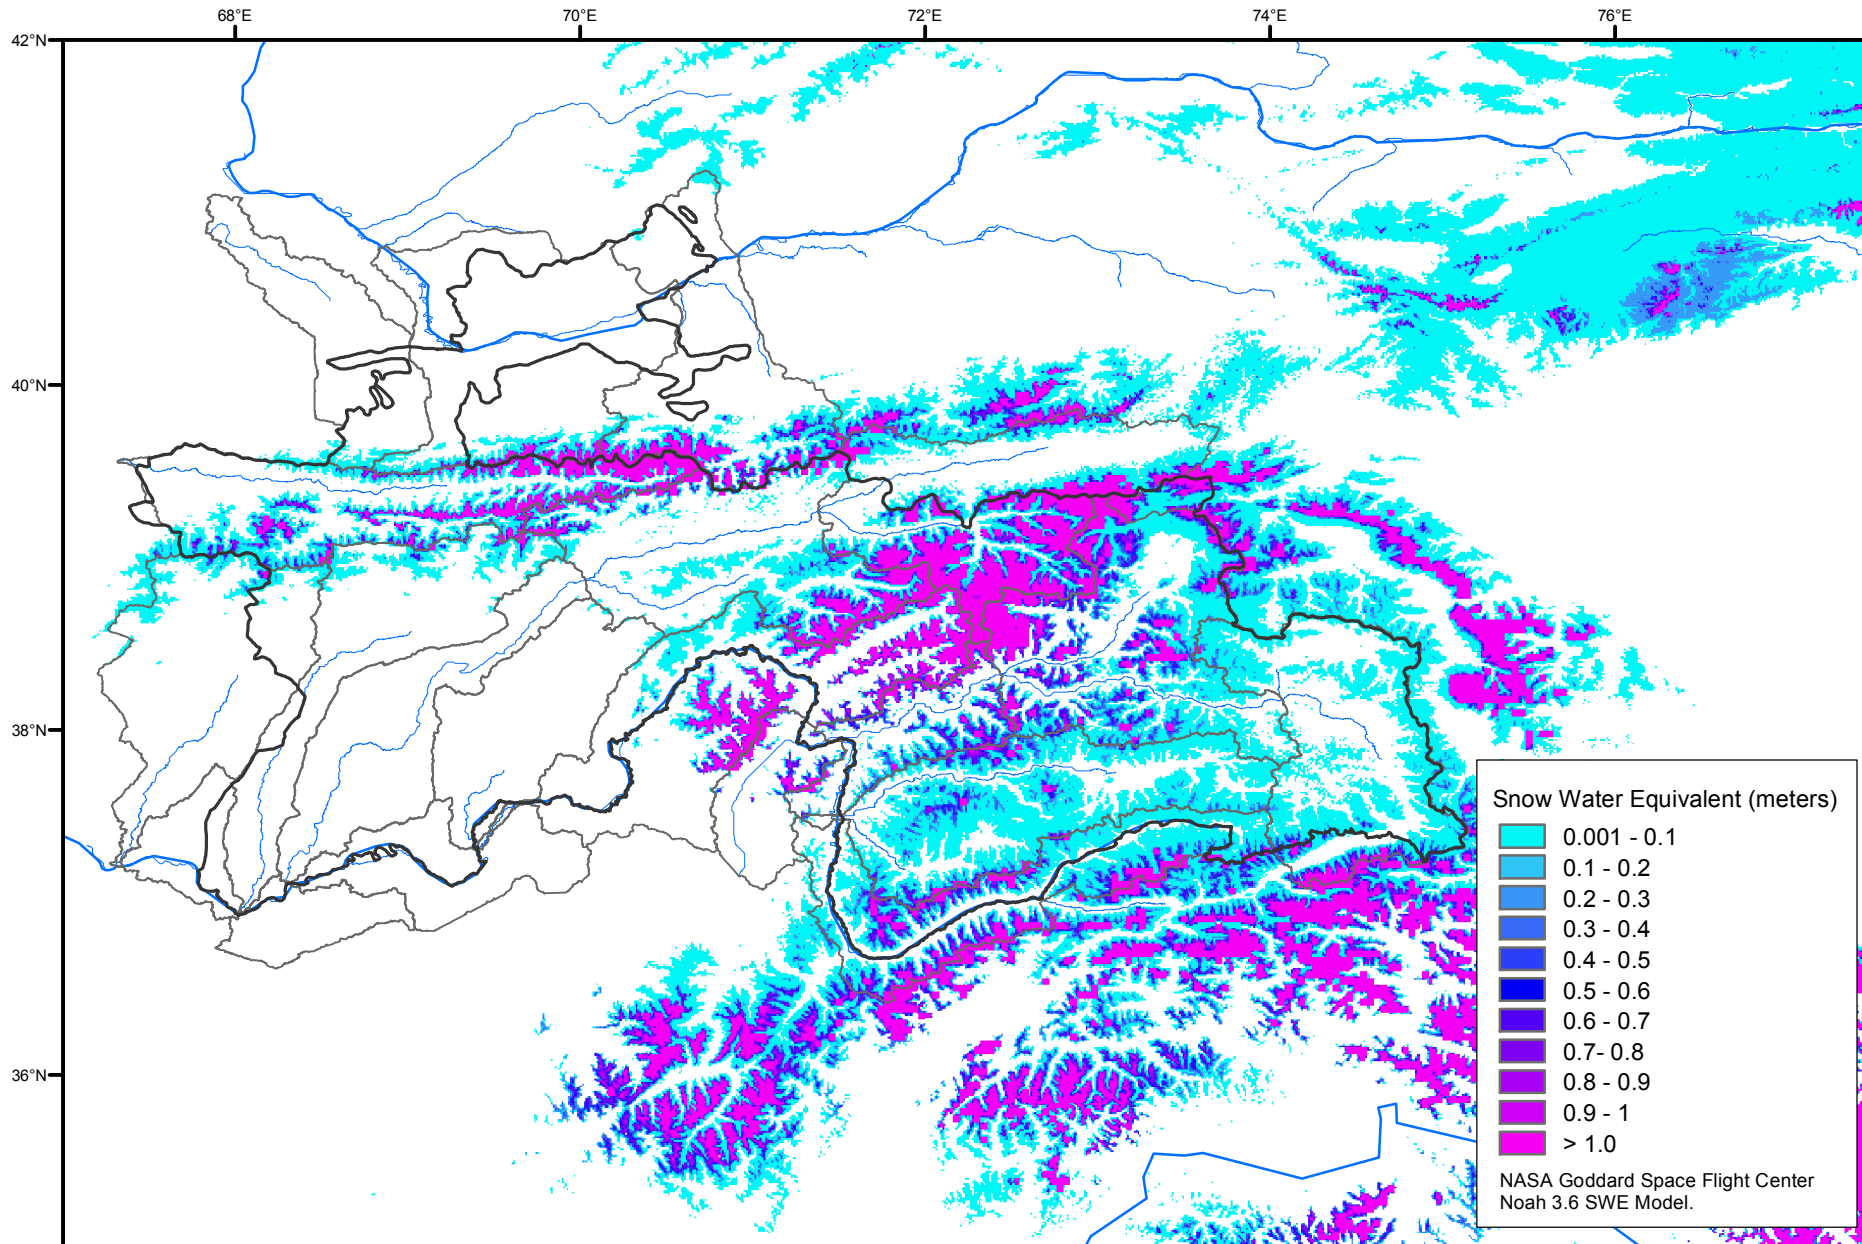 68°E 70°E 72°E 74°E 76°E
42°N
40°N
38°N
36°N
Snow Water Equivalent (meters)
0.001 - 0.1
0.1 - 0.2
0.2 - 0.3
0.3 - 0.4
0.4 - 0.5
0.5 - 0.6
0.6 - 0.7
0.7- 0.8
0.8 - 0.9
0.9 - 1
> 1.0
NASA Goddard Space Flight Center
Noah 3.6 SWE Model.